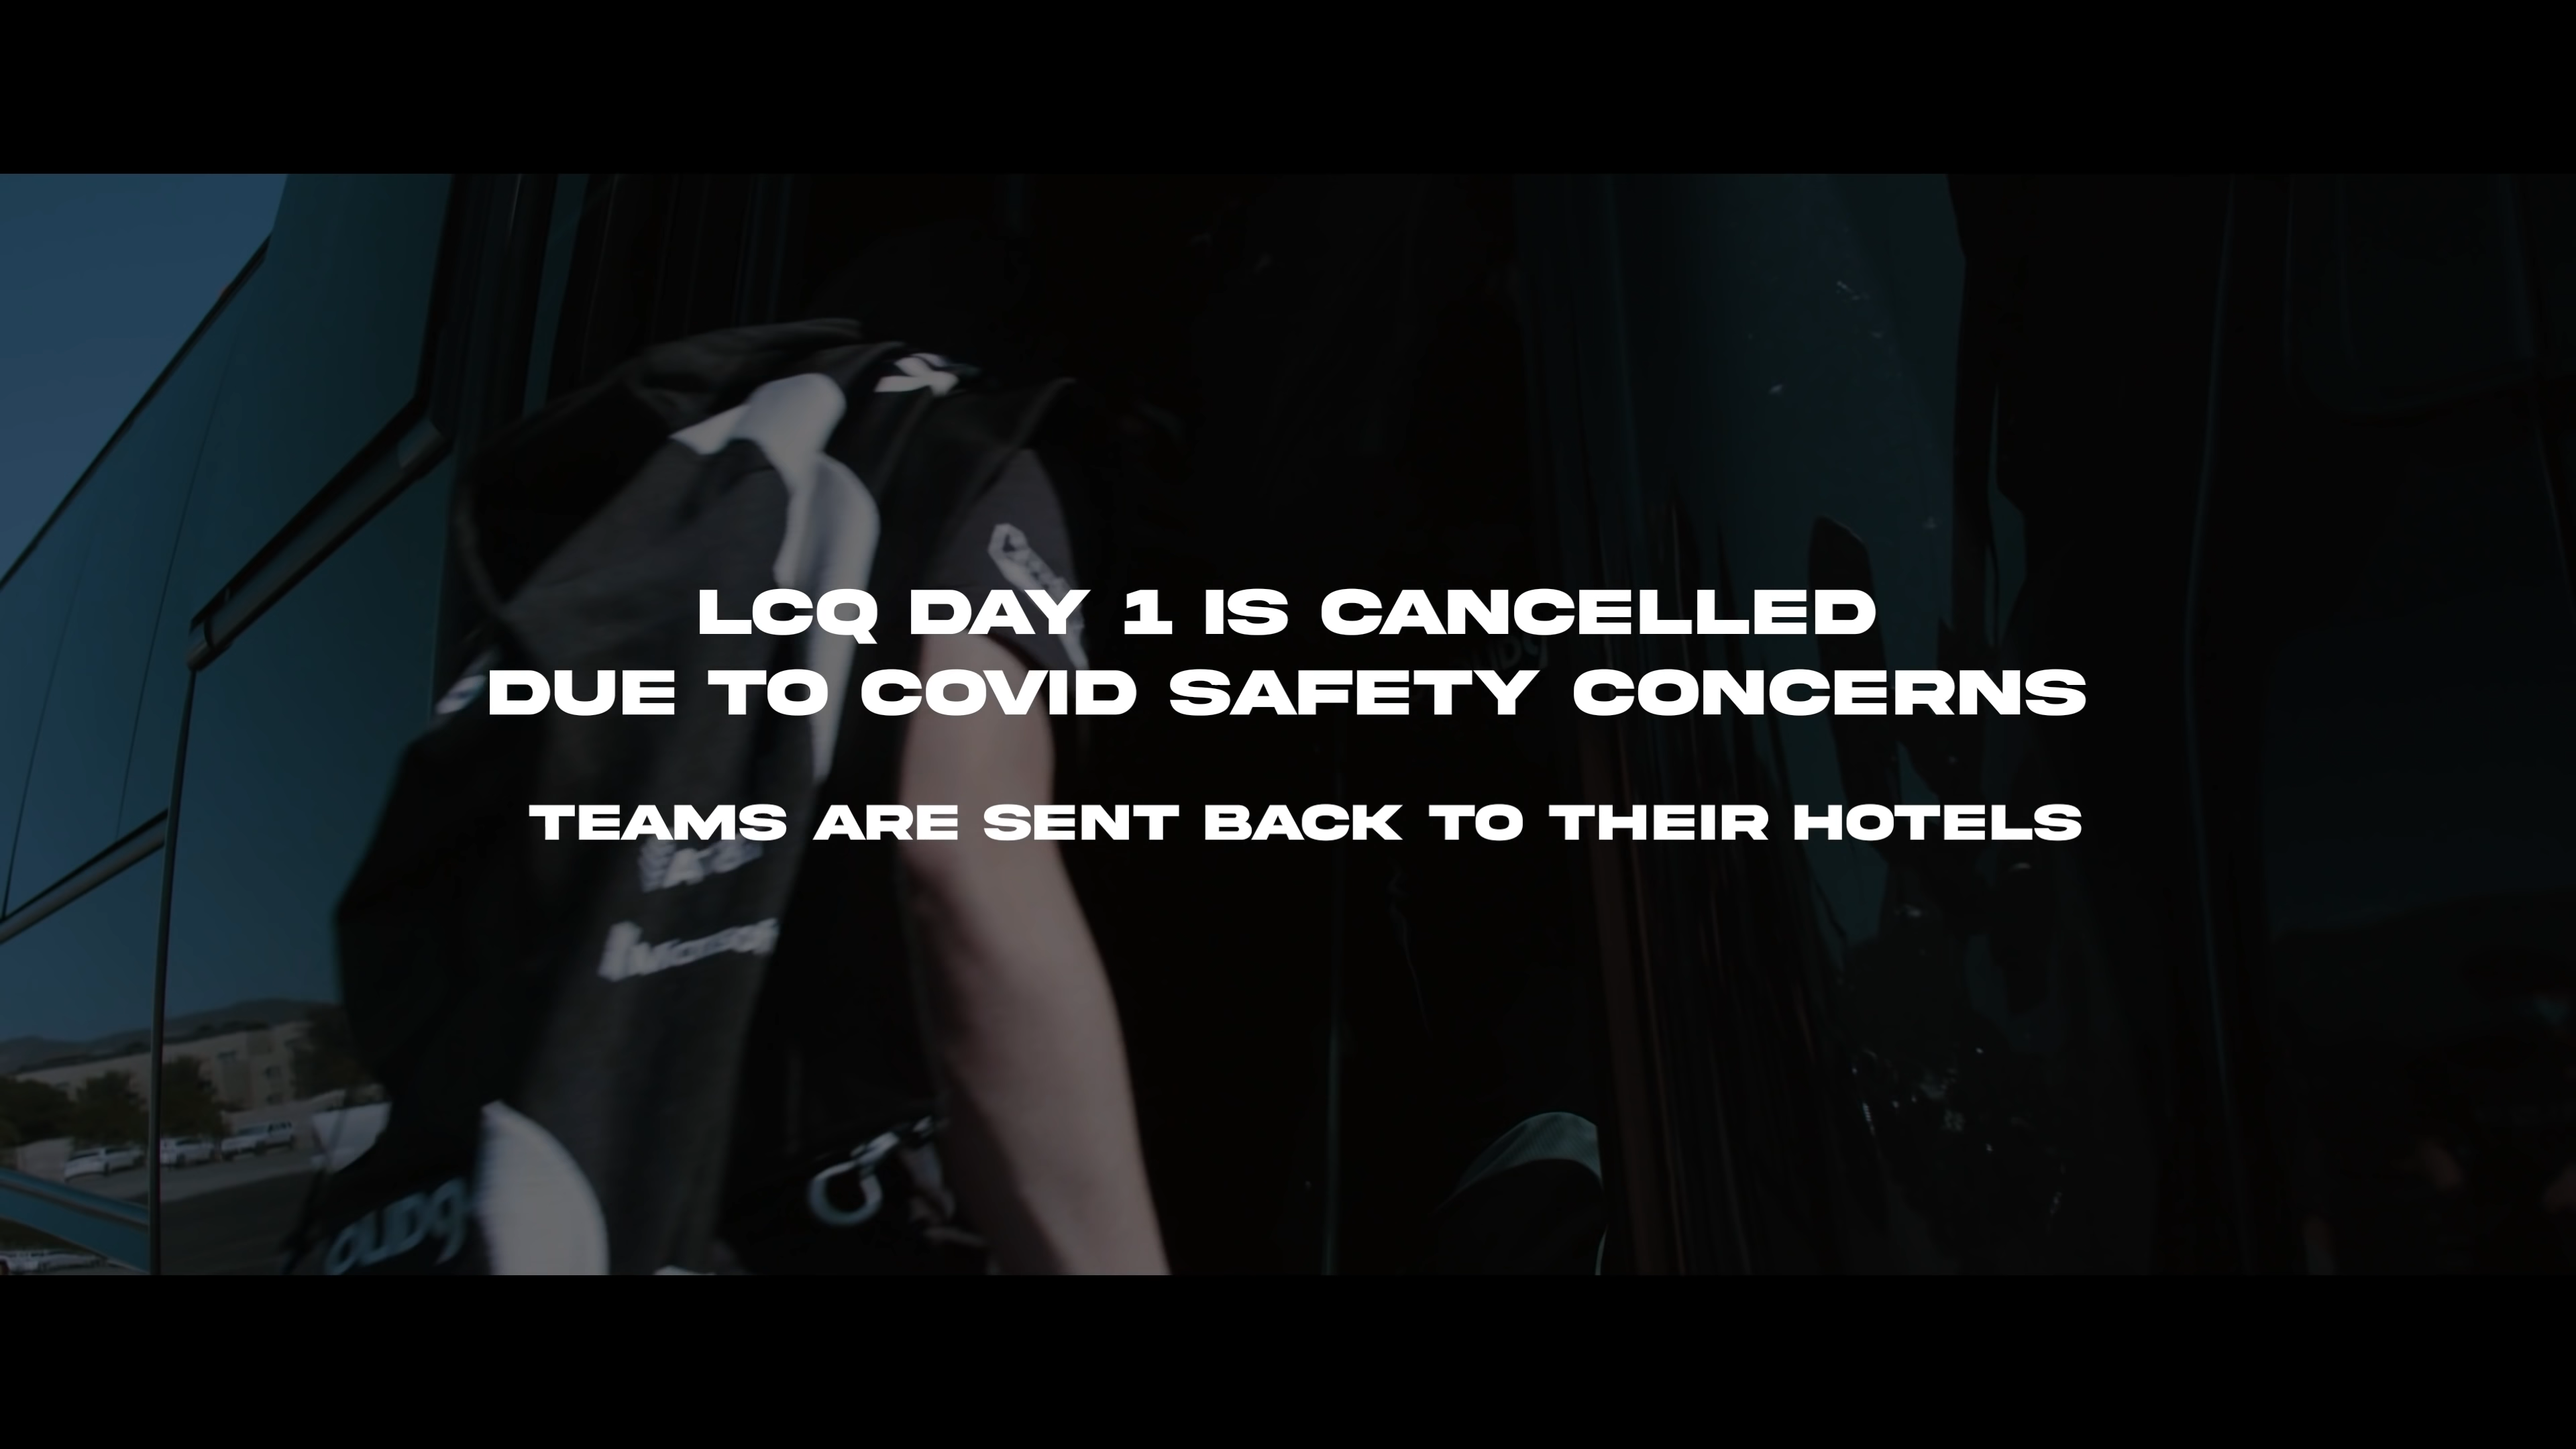 LCQ DAY 1 IS CANCELLED
DUE TO COVID SAFETY CONCERNS
TEAMS ARE SENT BACK TO THEIR HOTELS